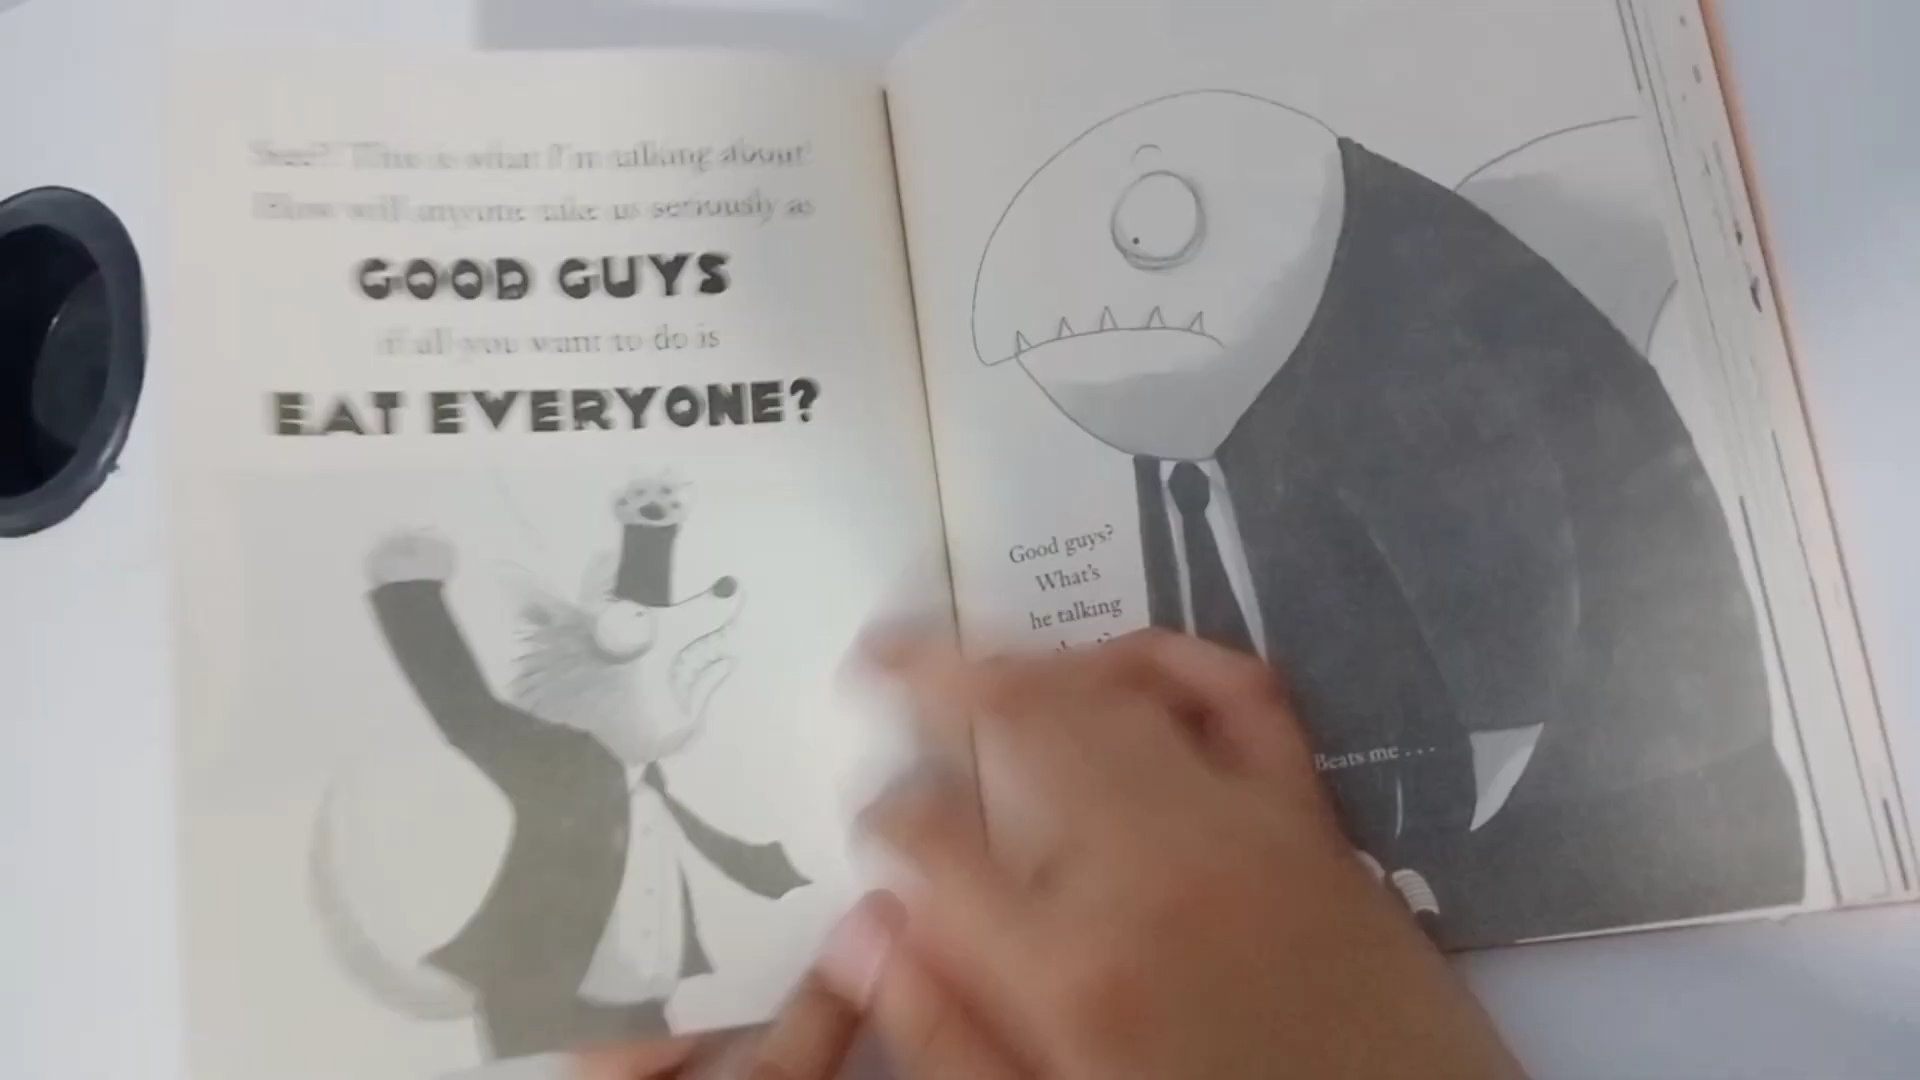 See? This is what I'm talking about!
How will anyone take us seriously as
GOOD GUYS
if all you want to do is
EAT EVERYONE?
Good guys?
What's
he talking
Beats me . . .